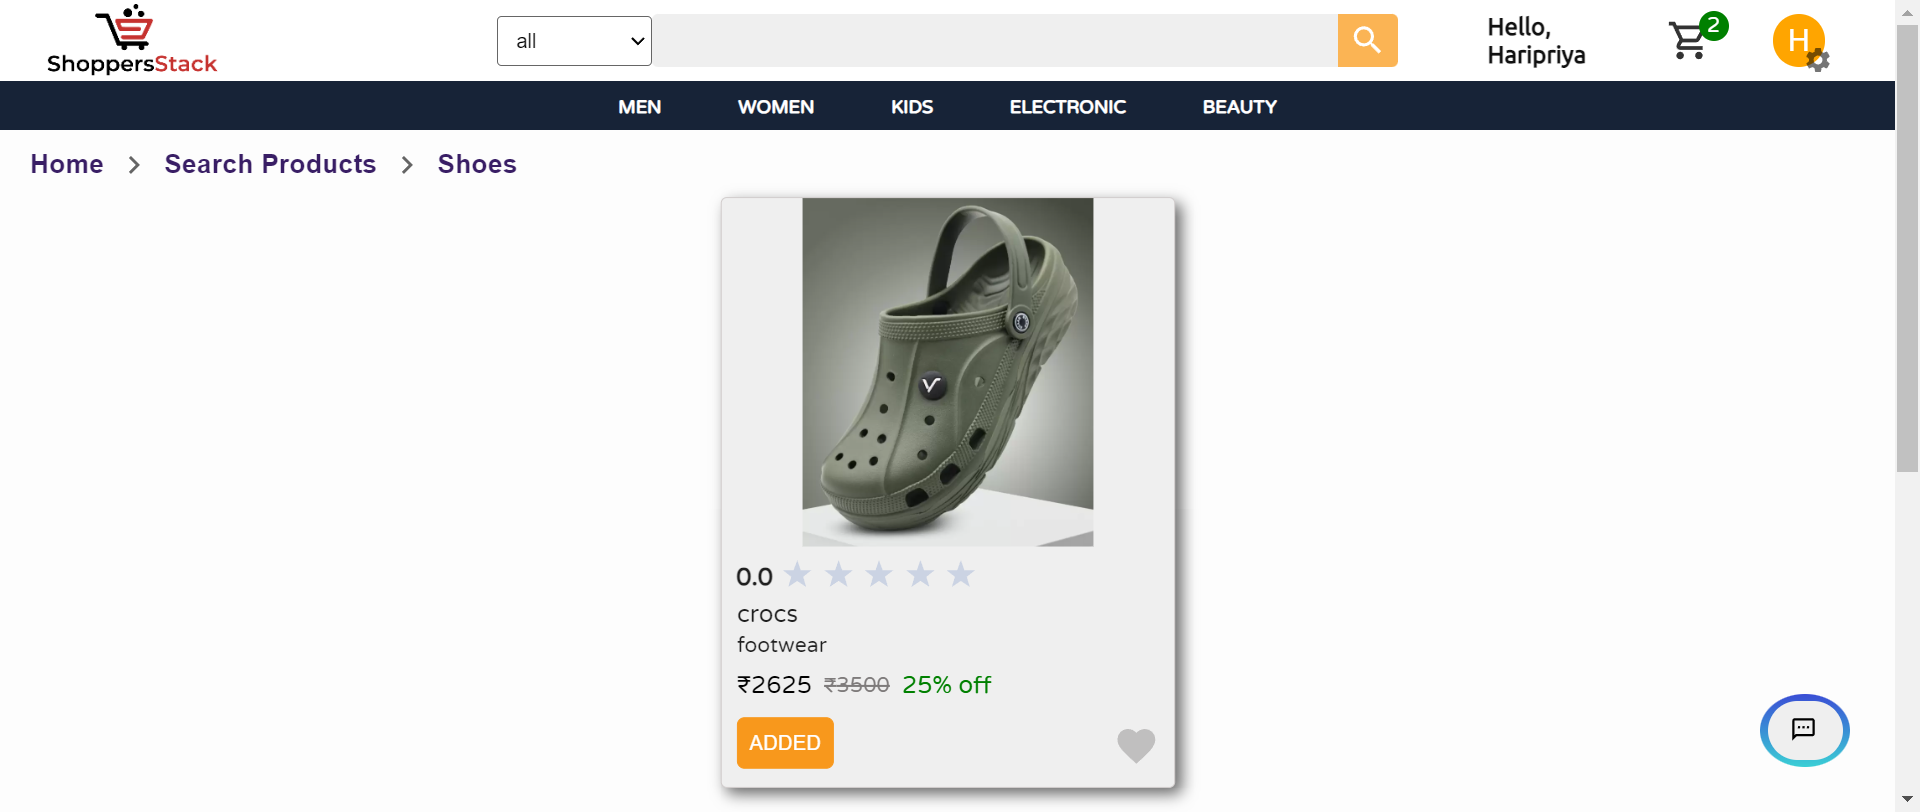 ShoppersStack
all
Hello,
Haripriya
2
H
MEN WOMEN KIDS ELECTRONIC BEAUTY
Home > Search Products > Shoes
0.0
crocs
footwear
₹2625 ₹3500 25% off
ADDED